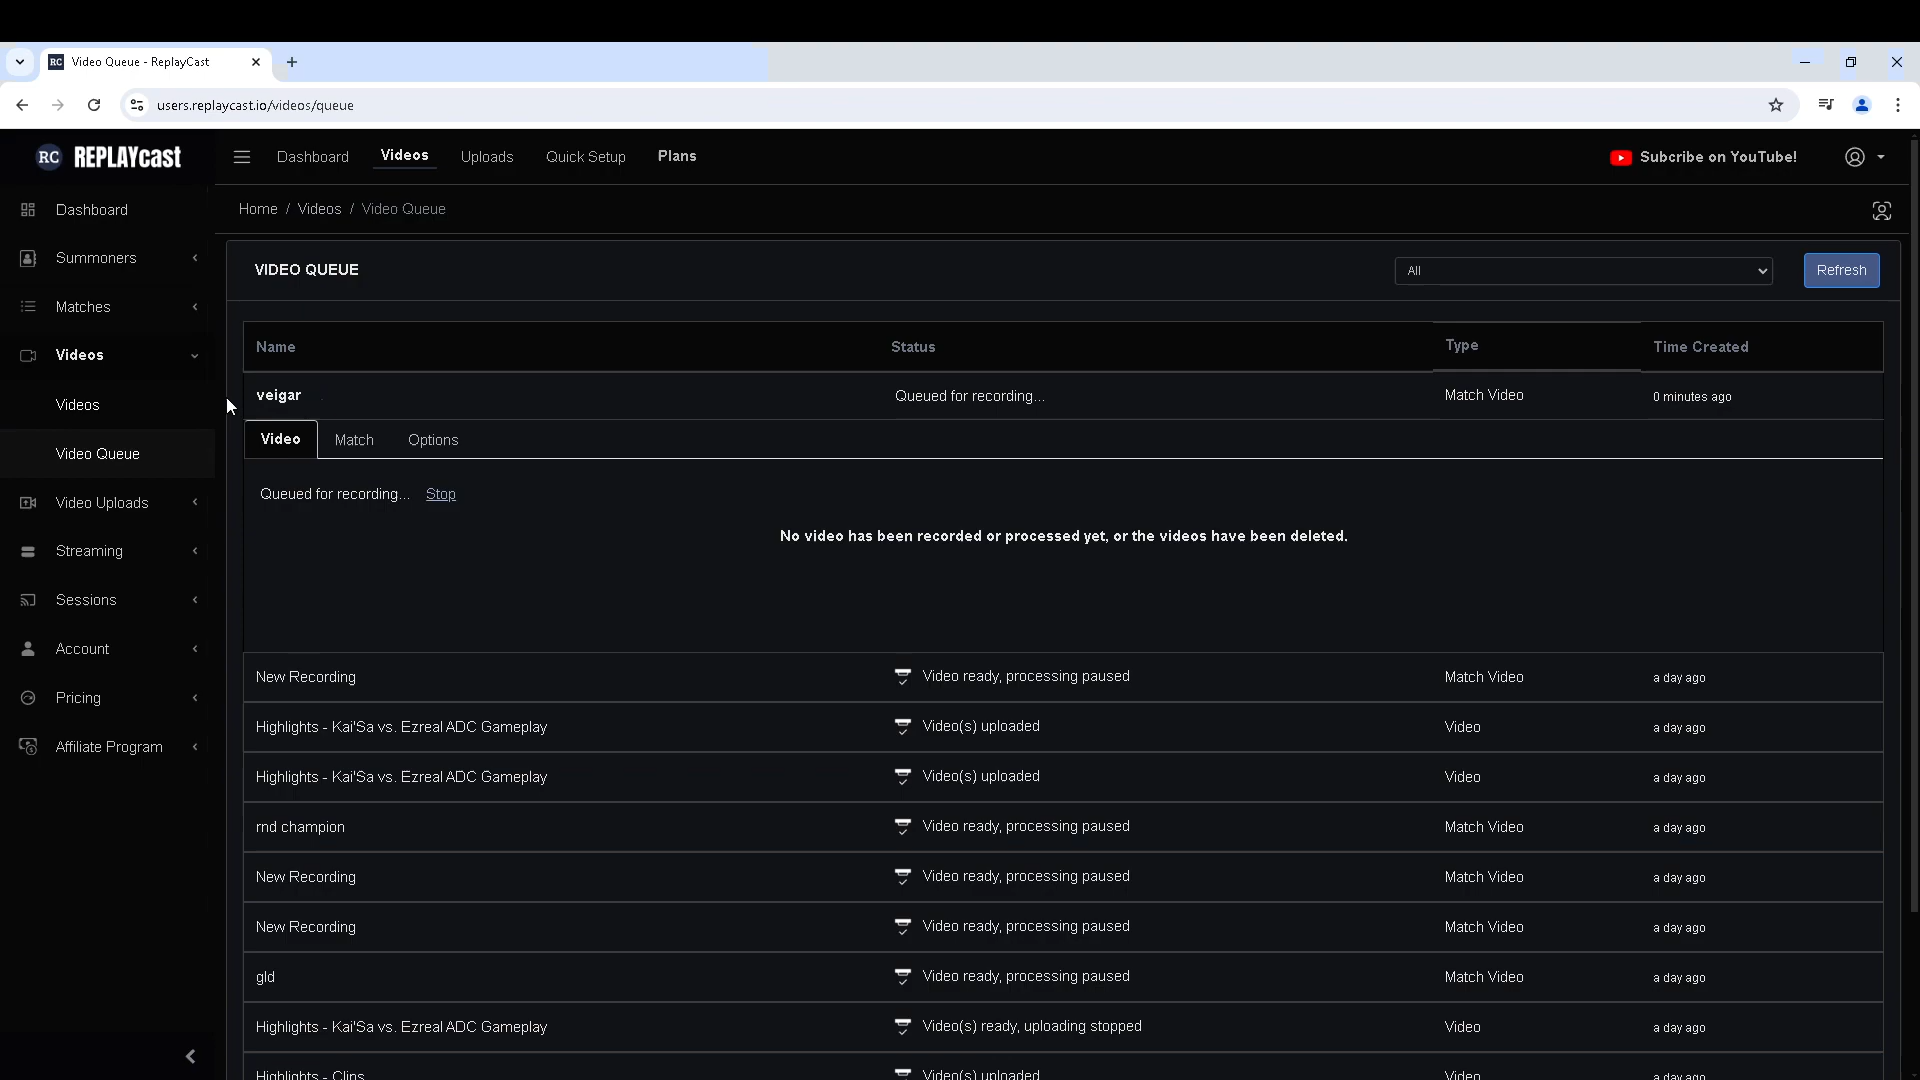 Video Queue - ReplayCast
users.replaycast.io/videos/queue
RC REPLAYcast
Dashboard Videos Uploads Quick Setup Plans
Subcribe on YouTube!
Home / Videos / Video Queue
Dashboard
Summoners
Matches
Videos
Videos
Video Queue
Video Uploads
Streaming
Sessions
Account
Pricing
Affiliate Program
VIDEO QUEUE
All
Refresh
Name Status Type Time Created
veigar Queued for recording... Match Video 0 minutes ago
Video Match Options
Queued for recording... Stop
No video has been recorded or processed yet, or the videos have been deleted.
New Recording Video ready, processing paused Match Video a day ago
Highlights - Kai'Sa vs. Ezreal ADC Gameplay Video(s) uploaded Video a day ago
Highlights - Kai'Sa vs. Ezreal ADC Gameplay Video(s) uploaded Video a day ago
rnd champion Video ready, processing paused Match Video a day ago
New Recording Video ready, processing paused Match Video a day ago
New Recording Video ready, processing paused Match Video a day ago
gld Video ready, processing paused Match Video a day ago
Highlights - Kai'Sa vs. Ezreal ADC Gameplay Video(s) ready, uploading stopped Video a day ago
Highlights - Clips Video(s) uploaded Video a day ago